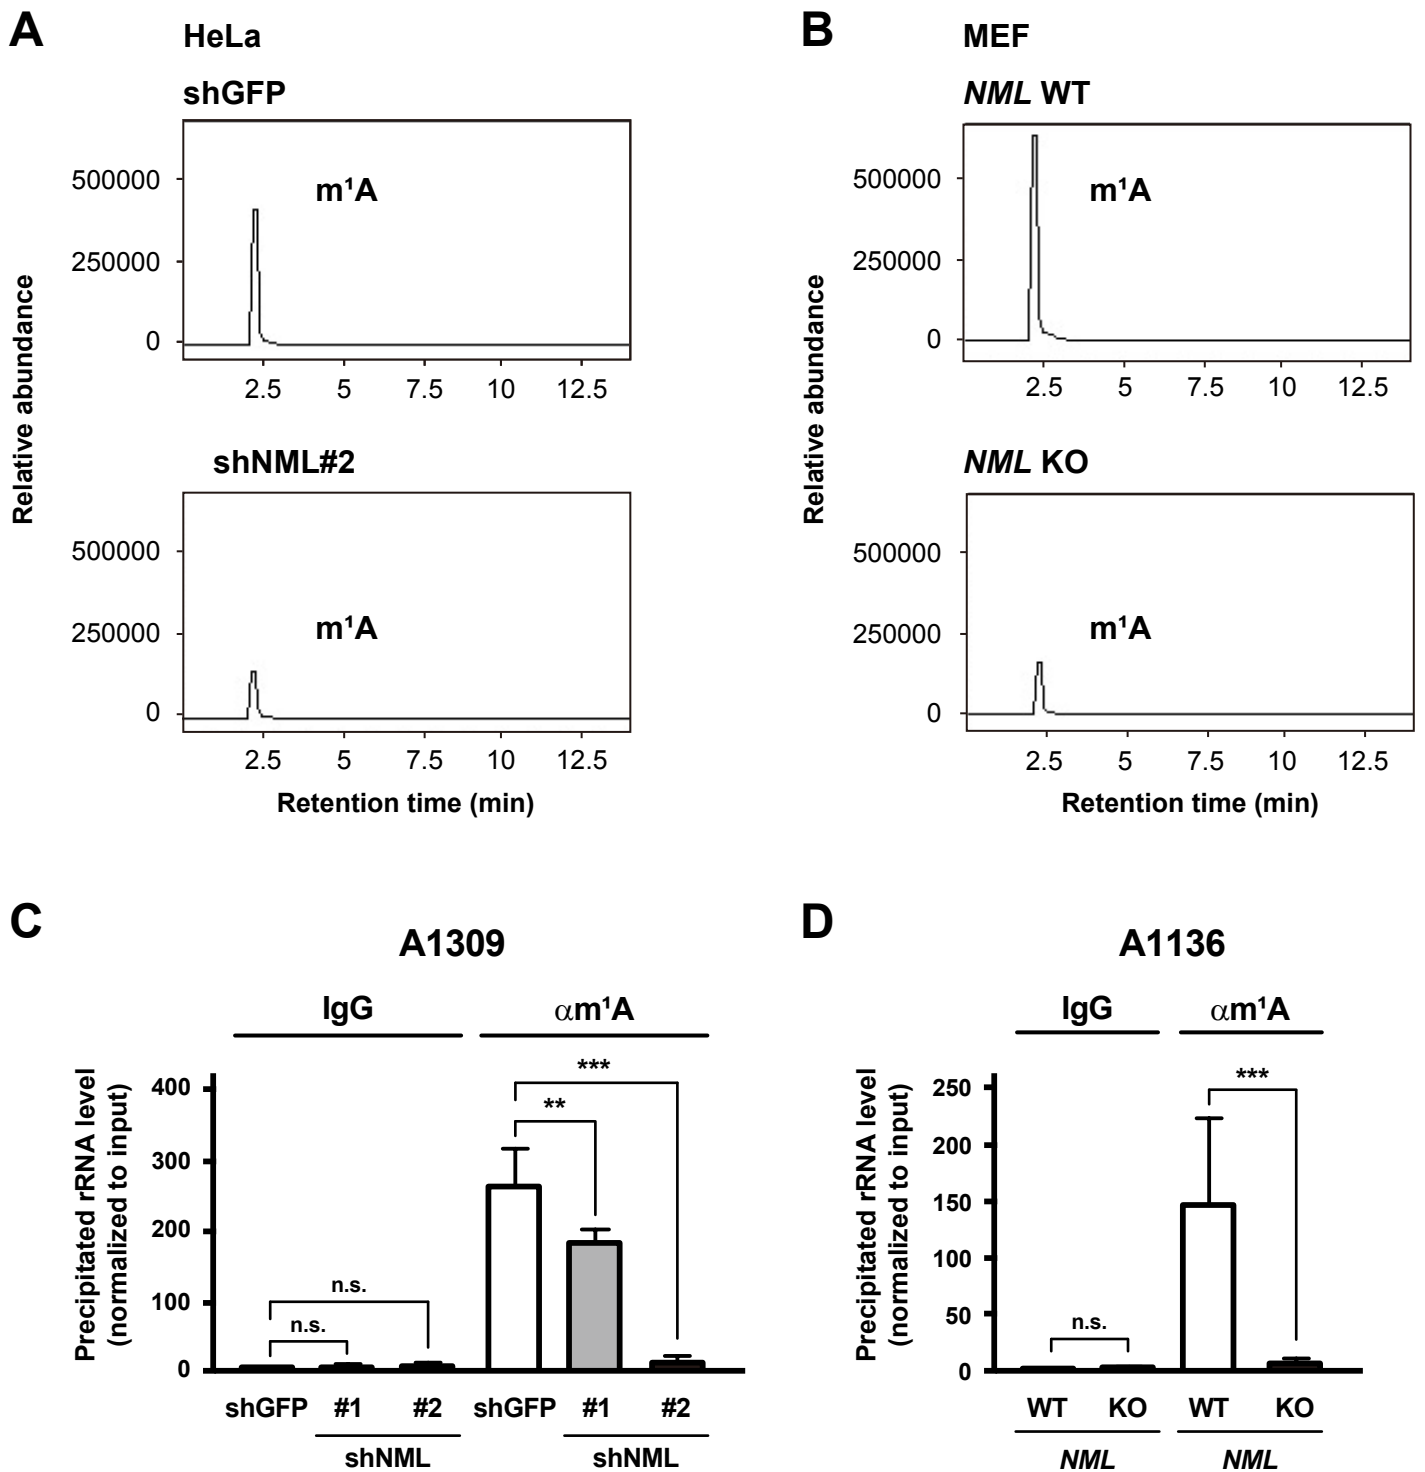 A
HeLa
shGFP
Relative abundance
500000
250000
0
m¹A
2.5 5 7.5 10 12.5
shNML#2
500000
250000
0
m¹A
2.5 5 7.5 10 12.5
Retention time (min)
B
MEF
NML WT
Relative abundance
500000
250000
0
m¹A
2.5 5 7.5 10 12.5
NML KO
500000
250000
0
m¹A
2.5 5 7.5 10 12.5
Retention time (min)
C
A1309
IgG αm¹A
Precipitated rRNA level
(normalized to input)
400
300
200
100
0
n.s.
n.s.
***
**
shGFP #1 #2 shGFP #1 #2
shNML shNML
D
A1136
IgG αm¹A
Precipitated rRNA level
(normalized to input)
250
200
150
100
50
0
n.s.
***
WT KO WT KO
NML NML